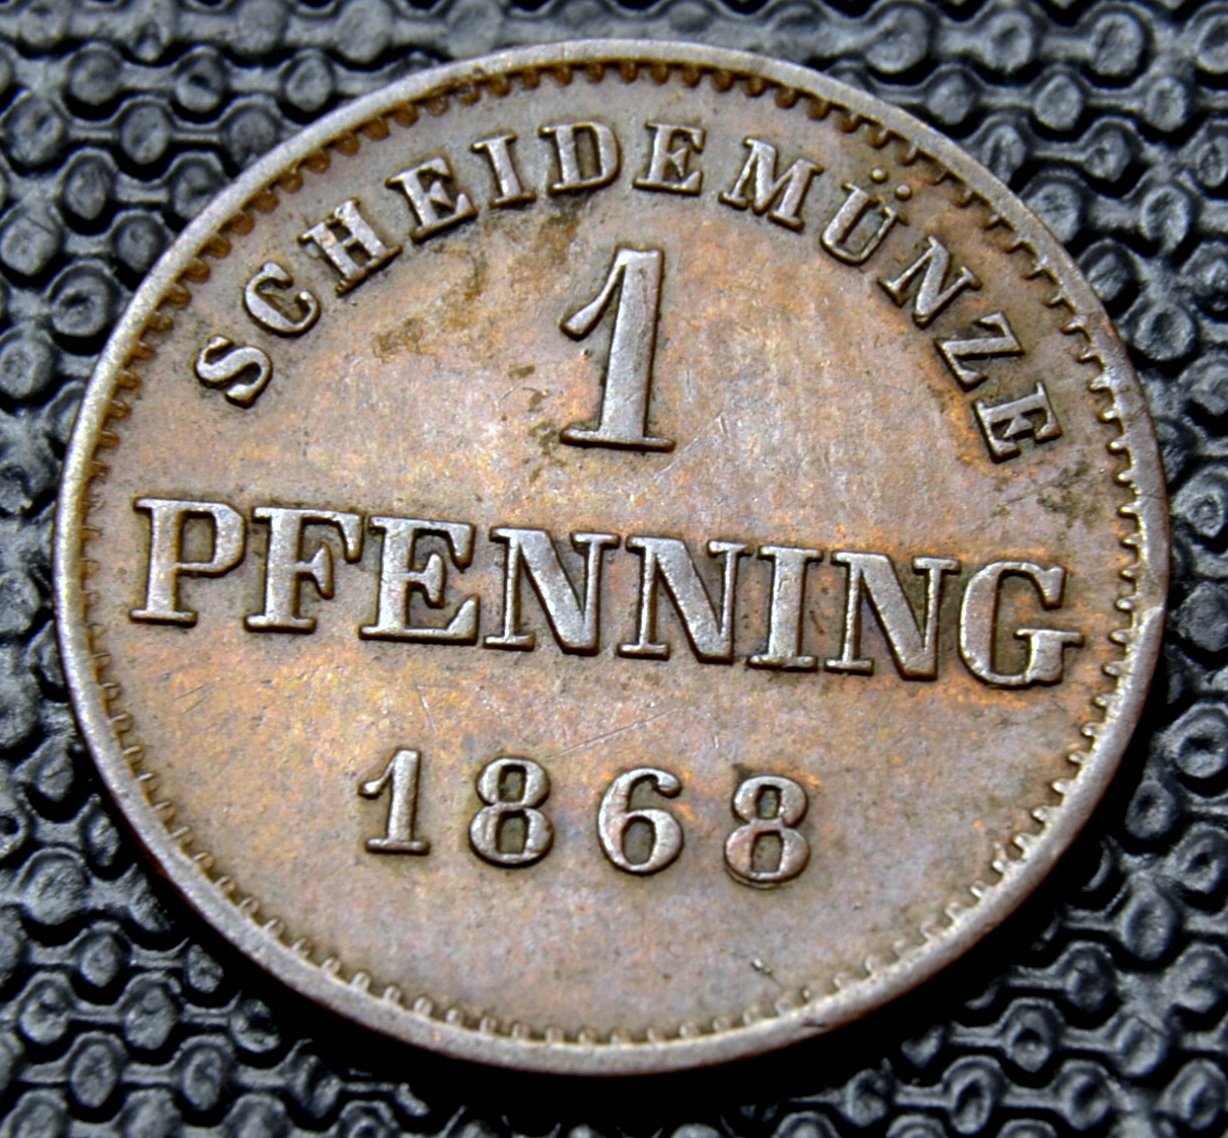 SCHEIDEMÜNZE
1
PFENNING
1868